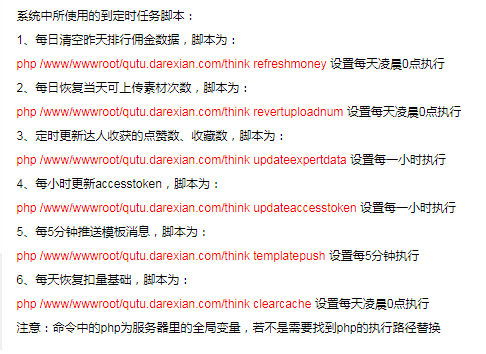 系统中所使用的到定时任务脚本：
1、每日清空昨天排行佣金数据，脚本为：
php /www/wwwroot/qutu.darexian.com/think refreshmoney 设置每天凌晨0点执行
2、每日恢复当天可上传素材次数，脚本为：
php /www/wwwroot/qutu.darexian.com/think revertuploadnum 设置每天凌晨0点执行
3、定时更新达人收获的点赞数、收藏数，脚本为：
php /www/wwwroot/qutu.darexian.com/think updateexpertdata 设置每一小时执行
4、每小时更新accesstoken，脚本为：
php /www/wwwroot/qutu.darexian.com/think updateaccesstoken 设置每一小时执行
5、每5分钟推送模板消息，脚本为：
php /www/wwwroot/qutu.darexian.com/think templatepush 设置每5分钟执行
6、每天恢复扣量基础，脚本为：
php /www/wwwroot/qutu.darexian.com/think clearcache 设置每天凌晨0点执行
注意：命令中的php为服务器里的全局变量，若不是需要找到php的执行路径替换